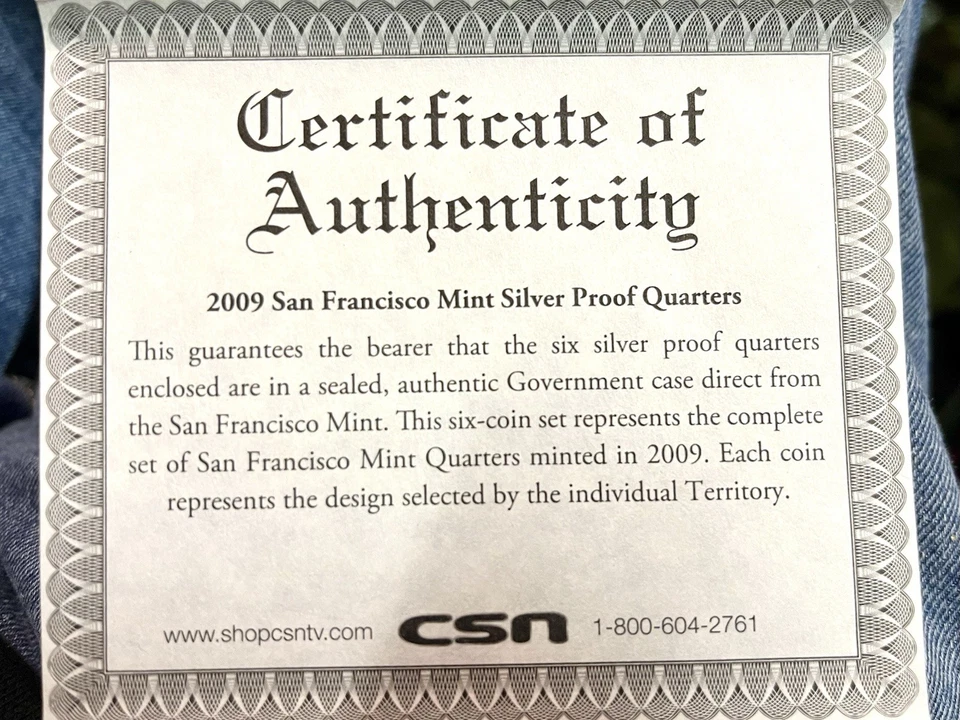 Certificate of
Authenticity
2009 San Francisco Mint Silver Proof Quarters
This guarantees the bearer that the six silver proof quarters
enclosed are in a sealed, authentic Government case direct from
the San Francisco Mint. This six-coin set represents the complete
set of San Francisco Mint Quarters minted in 2009. Each coin
represents the design selected by the individual Territory.
www.shopcsntv.com csn 1-800-604-2761